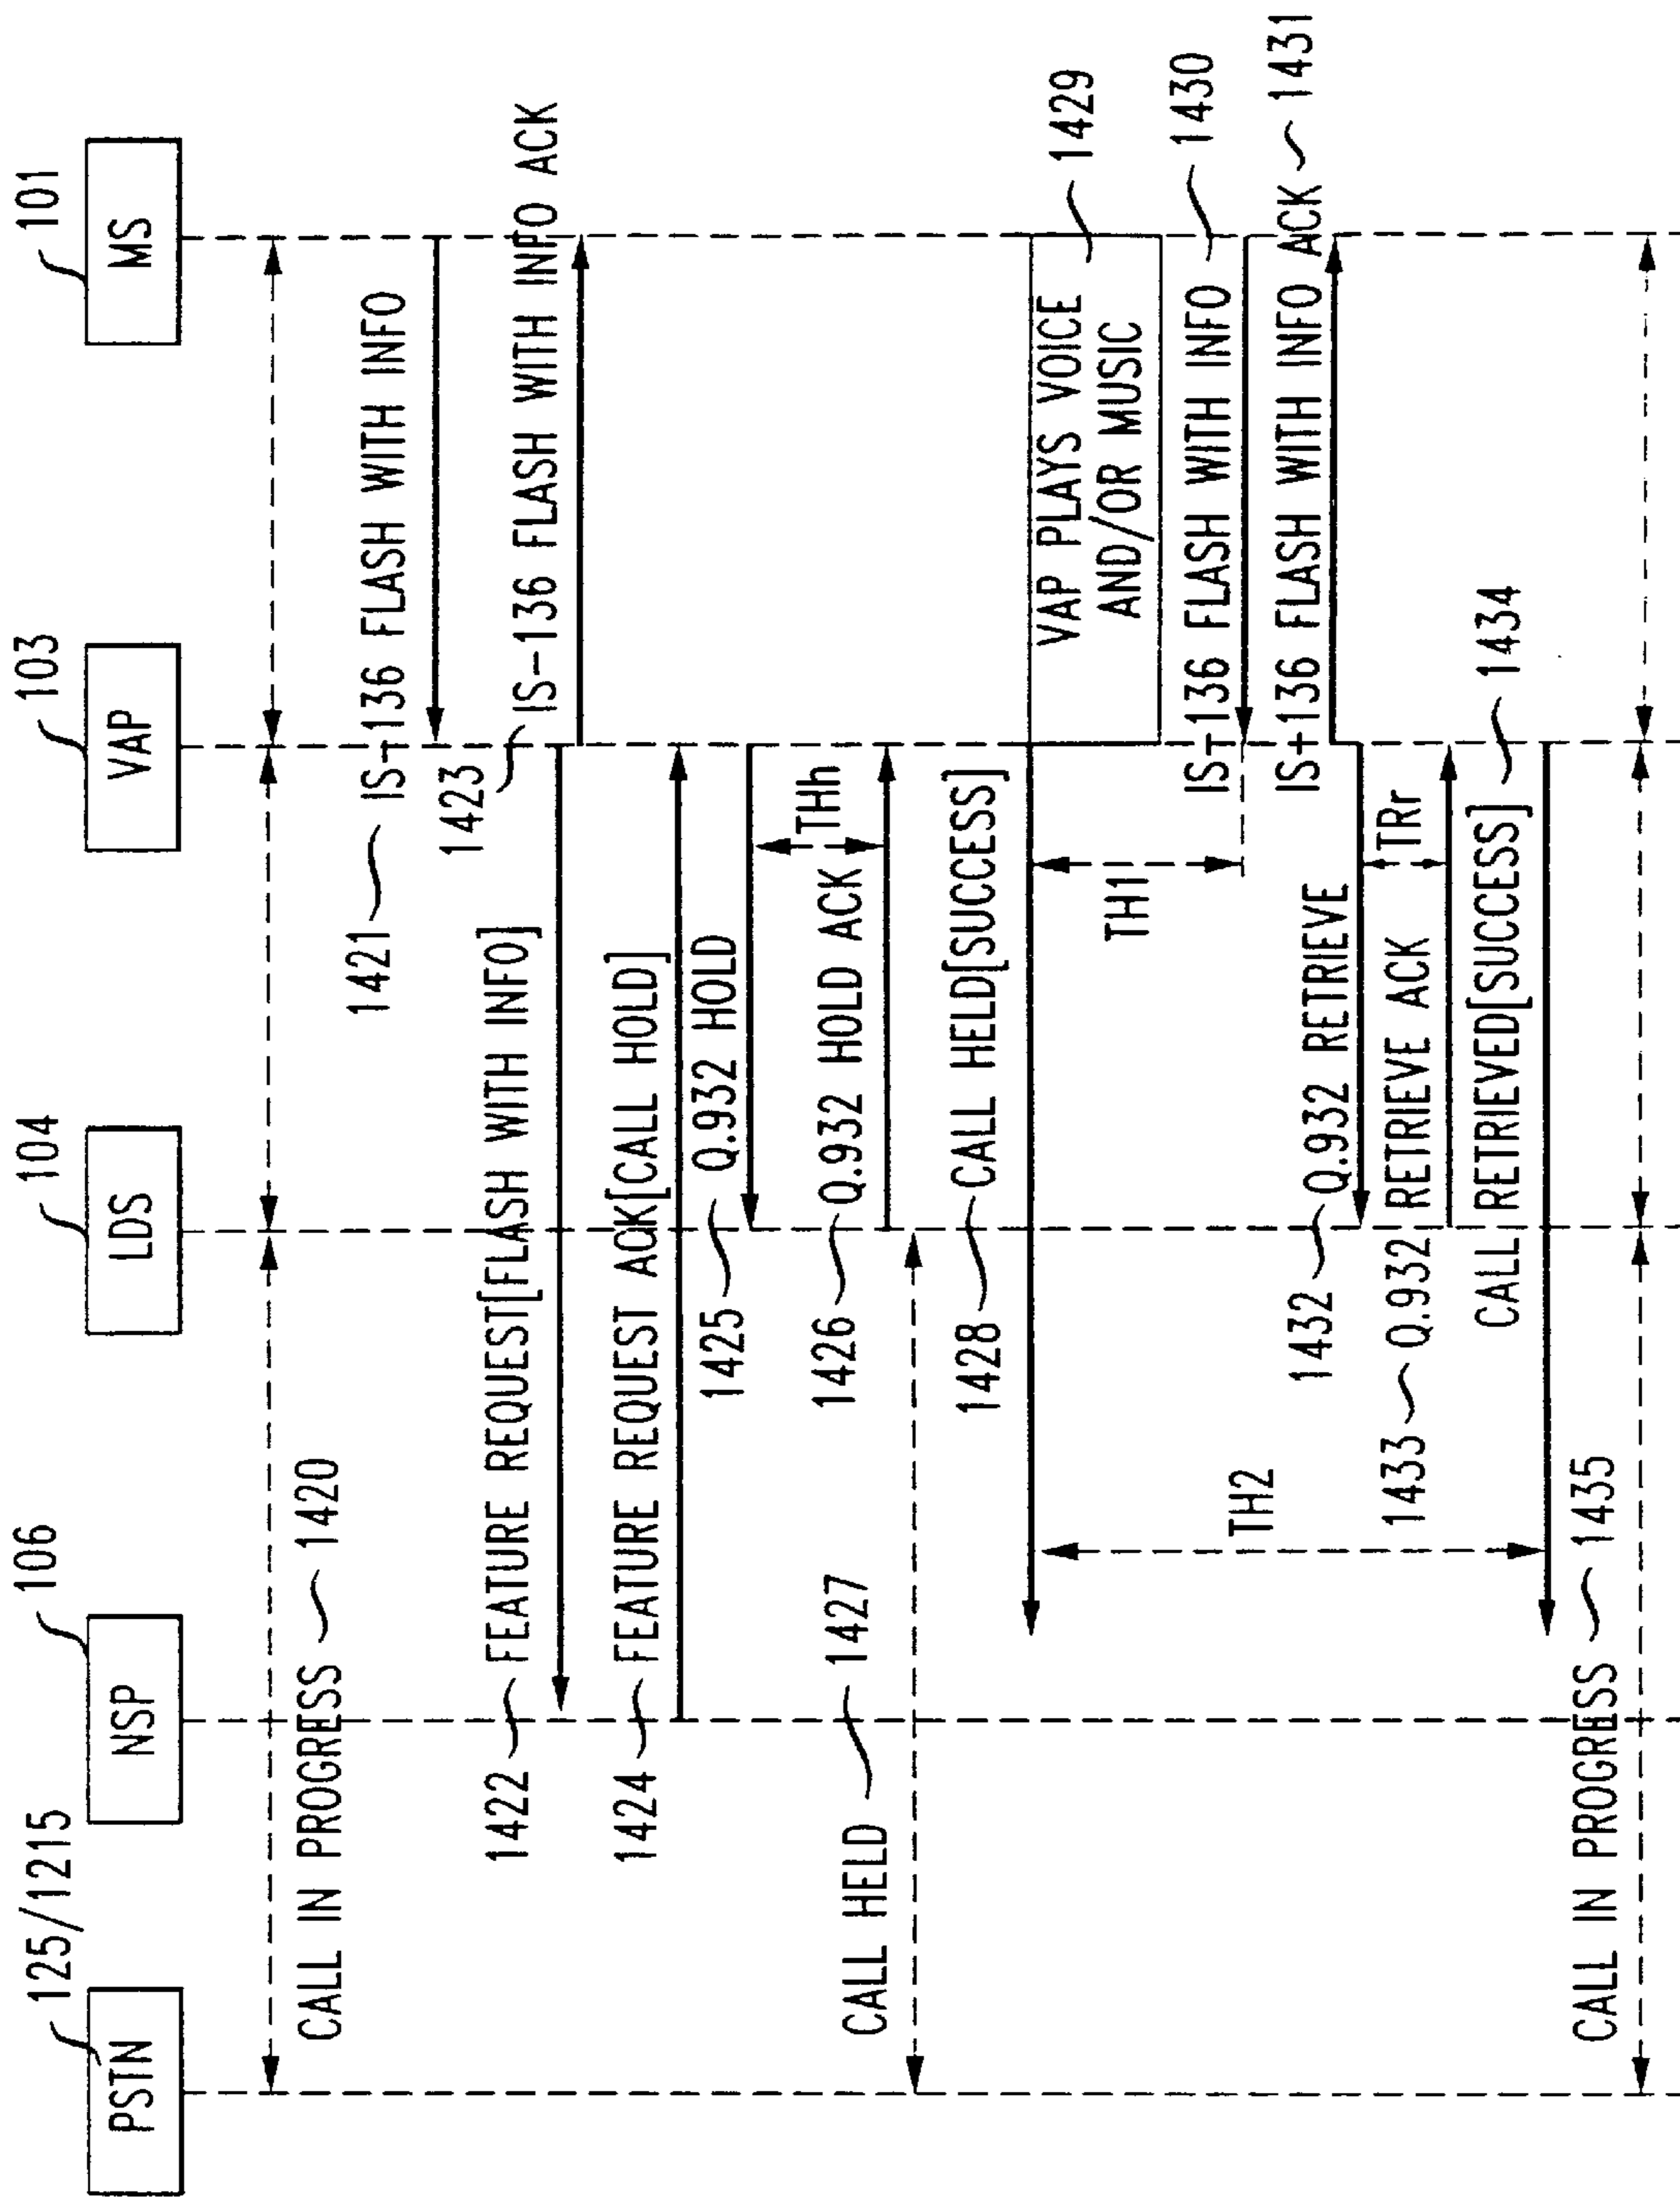 PSTN
125/1215
NSP
106
LDS
104
VAP
103
MS
101
CALL IN PROGRESS 1420
1421 IS-136 FLASH WITH INFO
1423 IS-136 FLASH WITH INFO ACK
1422 FEATURE REQUEST[FLASH WITH INFO]
1424 FEATURE REQUEST ACK[CALL HOLD]
1425 Q.932 HOLD
THh
1426 Q.932 HOLD ACK
CALL HELD 1427
1428 CALL HELD[SUCCESS]
VAP PLAYS VOICE
AND/OR MUSIC
1429
TH1
IS-136 FLASH WITH INFO 1430
IS-136 FLASH WITH INFO ACK 1431
1432 Q.932 RETRIEVE
TRr
1433 Q.932 RETRIEVE ACK
TH2
CALL RETRIEVED[SUCCESS] 1434
CALL IN PROGRESS 1435